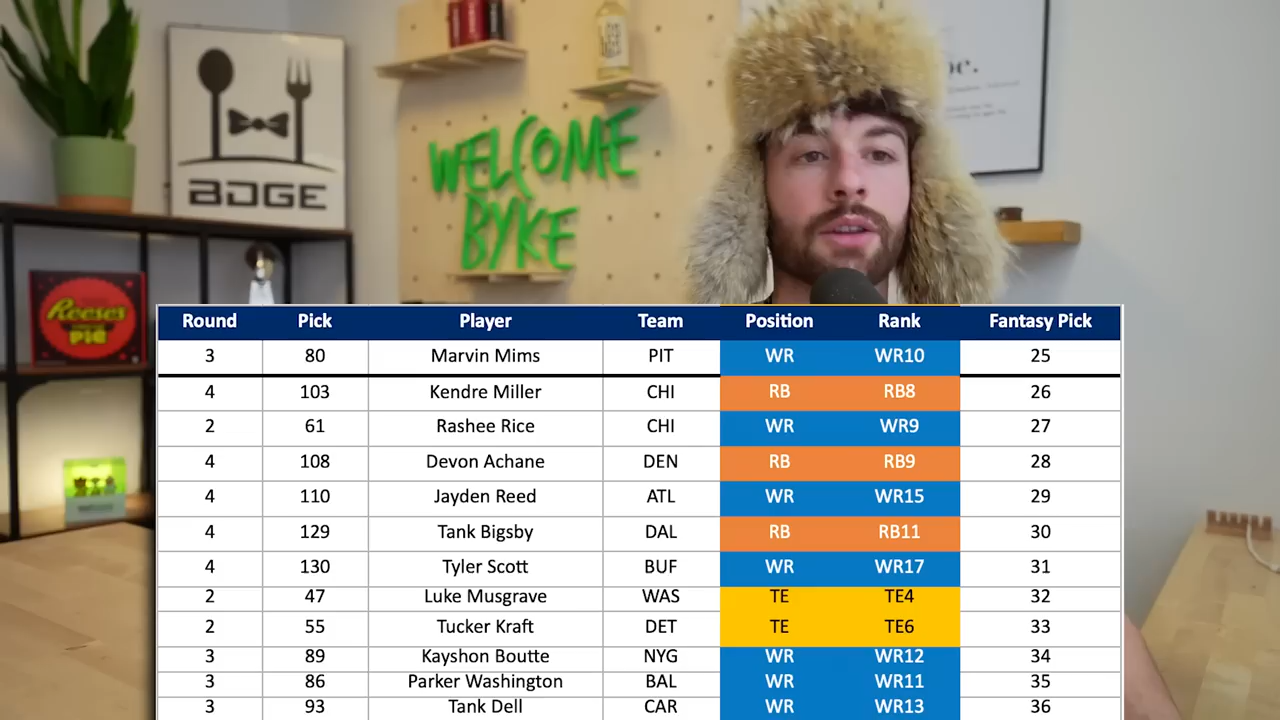 pe.
WELCOME
BYKE
BDGE
Reeses
PIE
Round Pick Player Team Position Rank Fantasy Pick
3 80 Marvin Mims PIT WR WR10 25
4 103 Kendre Miller CHI RB RB8 26
2 61 Rashee Rice CHI WR WR9 27
4 108 Devon Achane DEN RB RB9 28
4 110 Jayden Reed ATL WR WR15 29
4 129 Tank Bigsby DAL RB RB11 30
4 130 Tyler Scott BUF WR WR17 31
2 47 Luke Musgrave WAS TE TE4 32
2 55 Tucker Kraft DET TE TE6 33
3 89 Kayshon Boutte NYG WR WR12 34
3 86 Parker Washington BAL WR WR11 35
3 93 Tank Dell CAR WR WR13 36